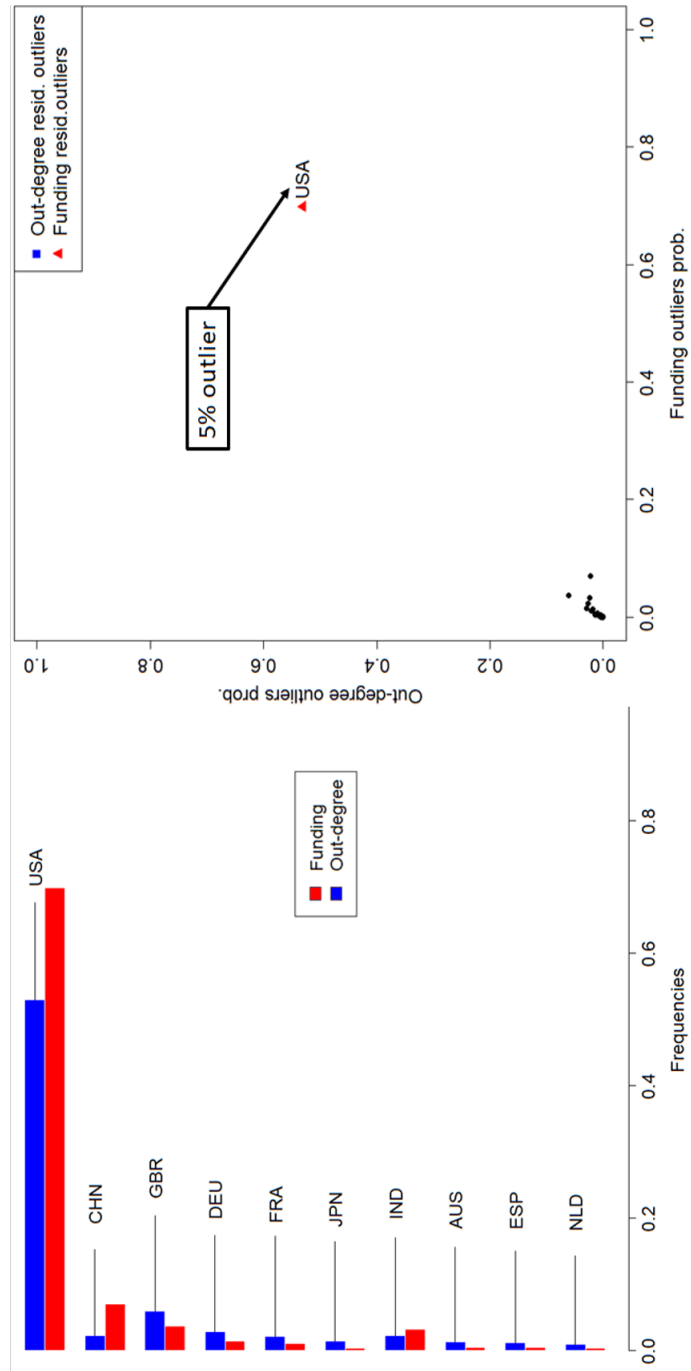 USA
CHN
GBR
DEU
FRA
JPN
IND
AUS
ESP
NLD
Funding
Out-degree
0.0 0.2 0.4 0.6 0.8
Frequencies
Out-degree resid. outliers
Funding resid.outliers
5% outlier
USA
1.0
0.8
0.6
0.4
0.2
0.0
Out-degree outliers prob.
0.0 0.2 0.4 0.6 0.8 1.0
Funding outliers prob.